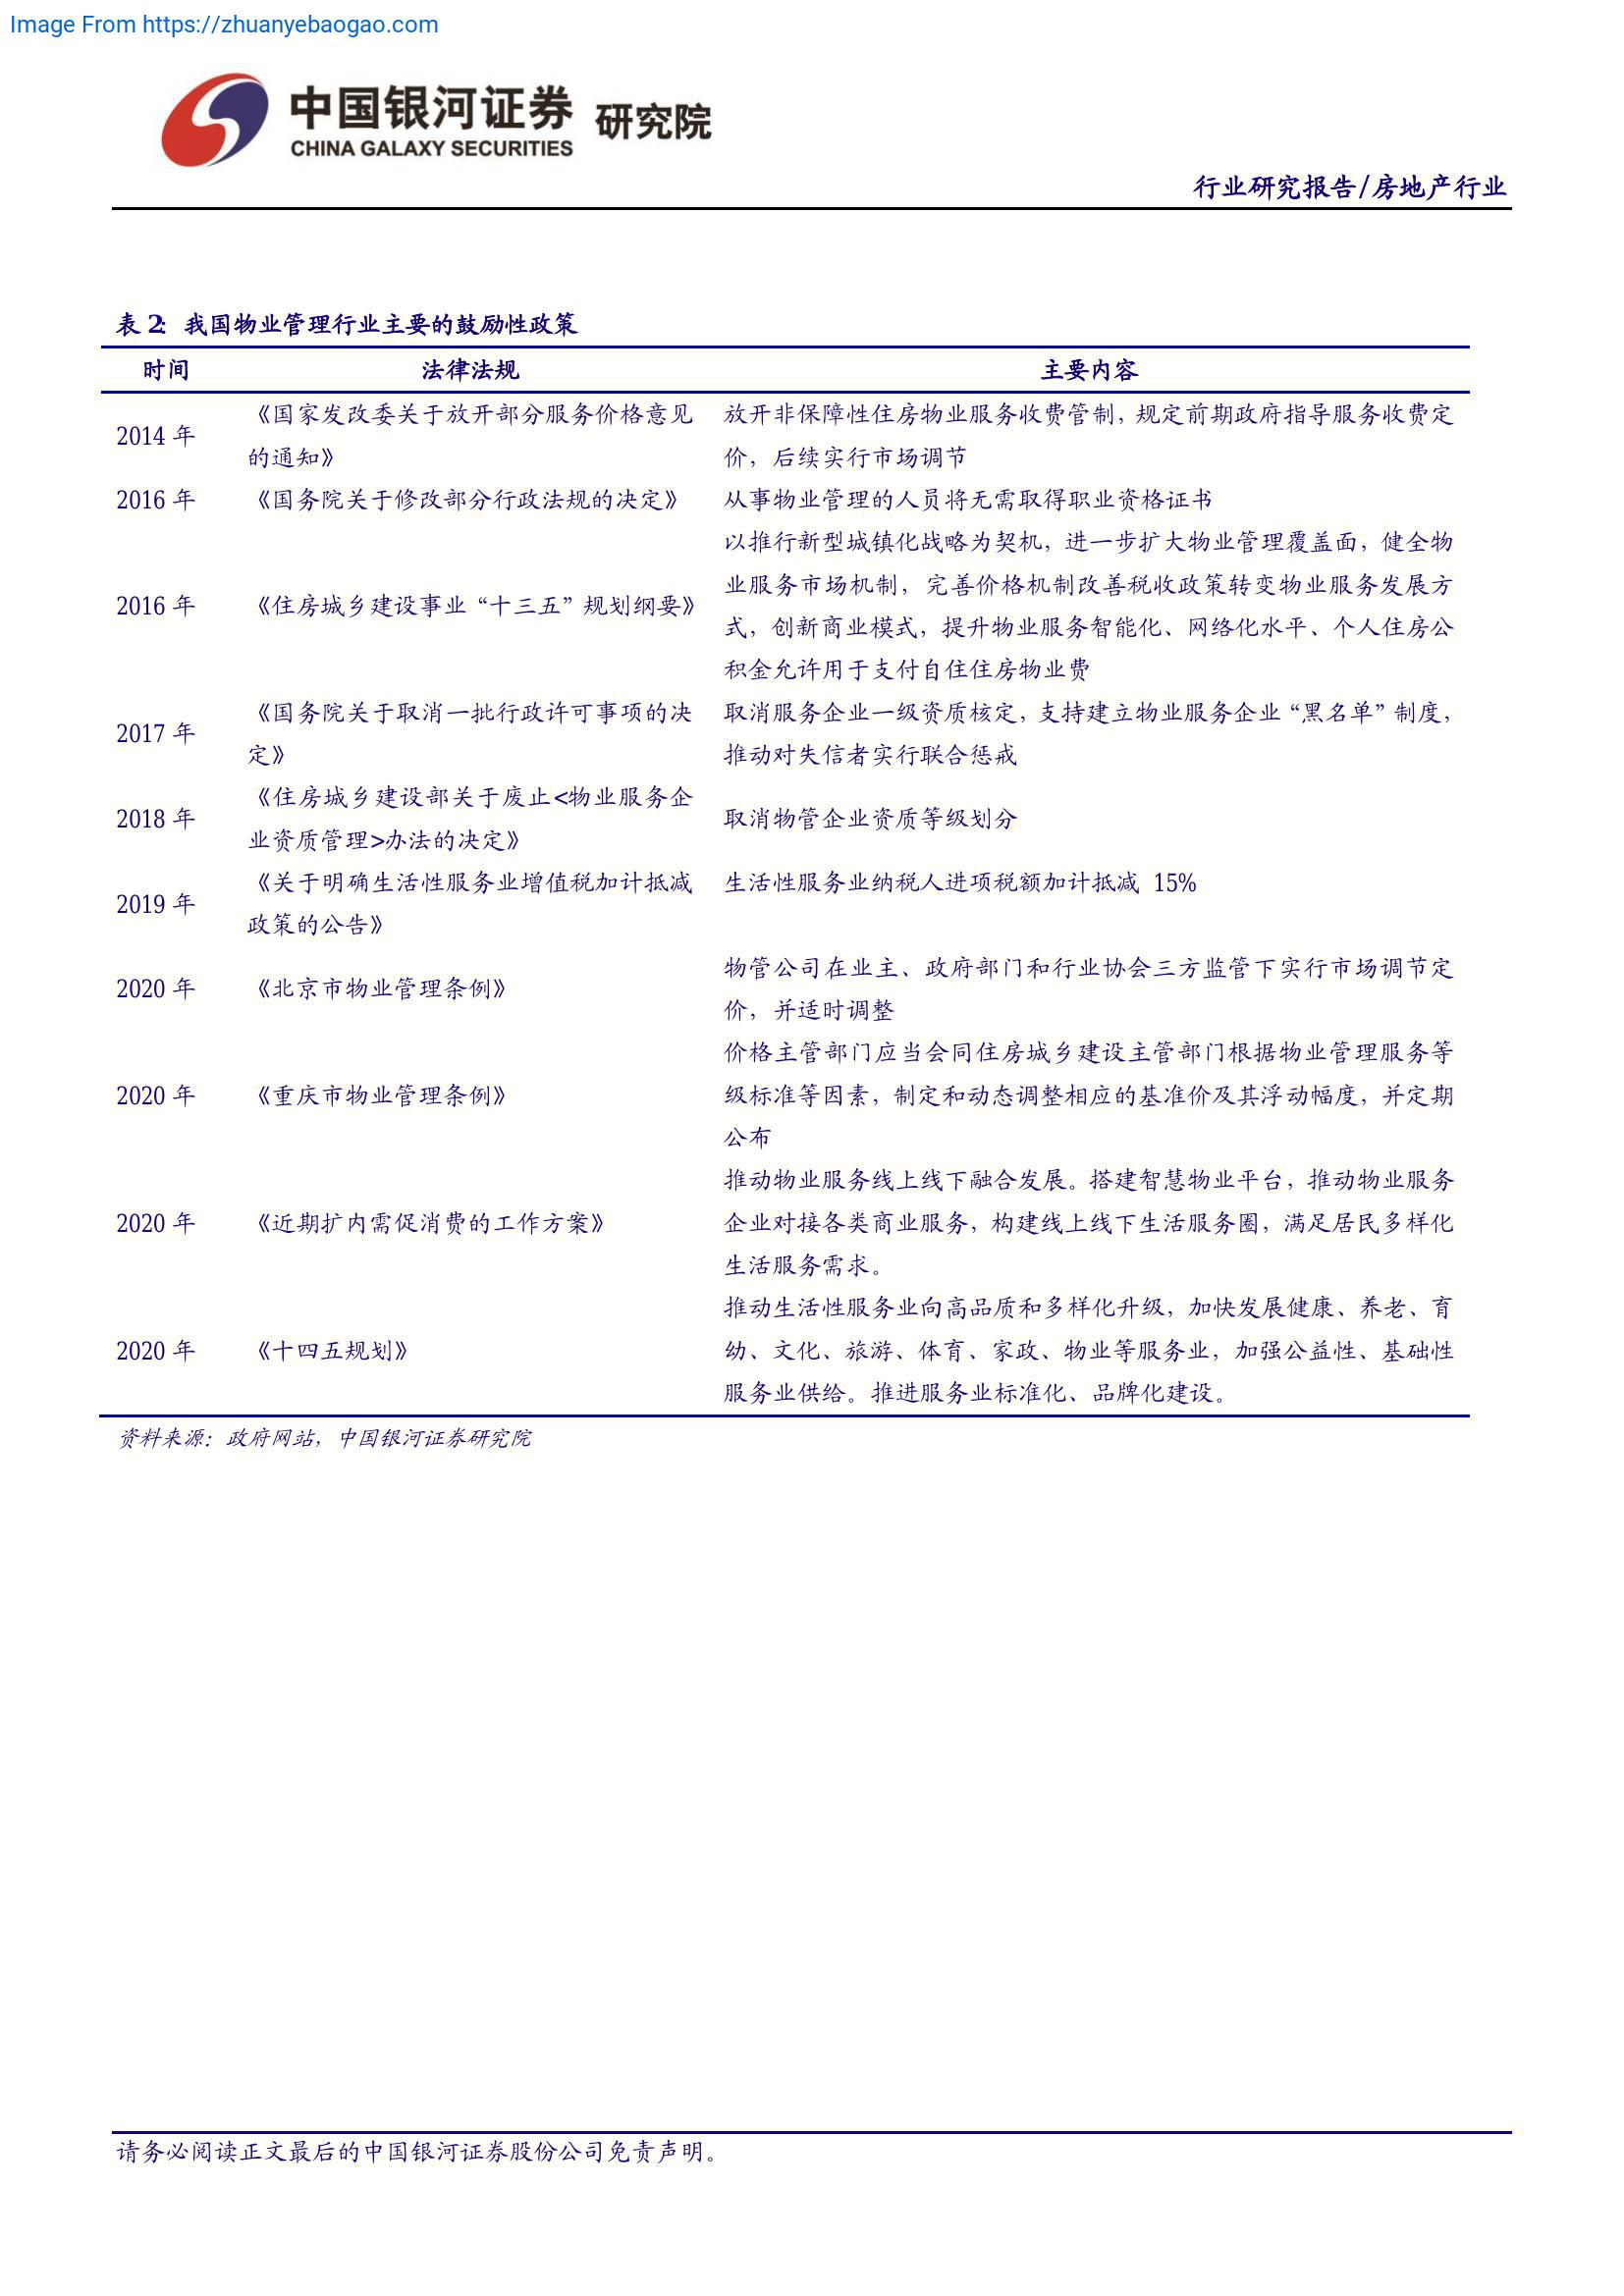 Image From https://zhuanyebaogao.com
中国银河证券 研究院
CHINA GALAXY SECURITIES
行业研究报告/房地产行业
表 2: 我国物业管理行业主要的鼓励性政策
时间 法律法规 主要内容
2014 年
《国家发改委关于放开部分服务价格意见
的通知》
放开非保障性住房物业服务收费管制，规定前期政府指导服务收费定
价，后续实行市场调节
2016 年
《国务院关于修改部分行政法规的决定》
从事物业管理的人员将无需取得职业资格证书
2016 年
《住房城乡建设事业“十三五”规划纲要》
以推行新型城镇化战略为契机，进一步扩大物业管理覆盖面，健全物
业服务市场机制，完善价格机制改善税收政策转变物业服务发展方
式，创新商业模式，提升物业服务智能化、网络化水平、个人住房公
积金允许用于支付自住住房物业费
2017 年
《国务院关于取消一批行政许可事项的决
定》
取消服务企业一级资质核定，支持建立物业服务企业“黑名单”制度，
推动对失信者实行联合惩戒
2018 年
《住房城乡建设部关于废止<物业服务企
业资质管理>办法的决定》
取消物管企业资质等级划分
2019 年
《关于明确生活性服务业增值税加计抵减
政策的公告》
生活性服务业纳税人进项税额加计抵减 15%
2020 年
《北京市物业管理条例》
物管公司在业主、政府部门和行业协会三方监管下实行市场调节定
价，并适时调整
2020 年
《重庆市物业管理条例》
价格主管部门应当会同住房城乡建设主管部门根据物业管理服务等
级标准等因素，制定和动态调整相应的基准价及其浮动幅度，并定期
公布
2020 年
《近期扩内需促消费的工作方案》
推动物业服务线上线下融合发展。搭建智慧物业平台，推动物业服务
企业对接各类商业服务，构建线上线下生活服务圈，满足居民多样化
生活服务需求。
2020 年
《十四五规划》
推动生活性服务业向高品质和多样化升级，加快发展健康、养老、育
幼、文化、旅游、体育、家政、物业等服务业，加强公益性、基础性
服务业供给。推进服务业标准化、品牌化建设。
资料来源：政府网站，中国银河证券研究院
请务必阅读正文最后的中国银河证券股份公司免责声明。